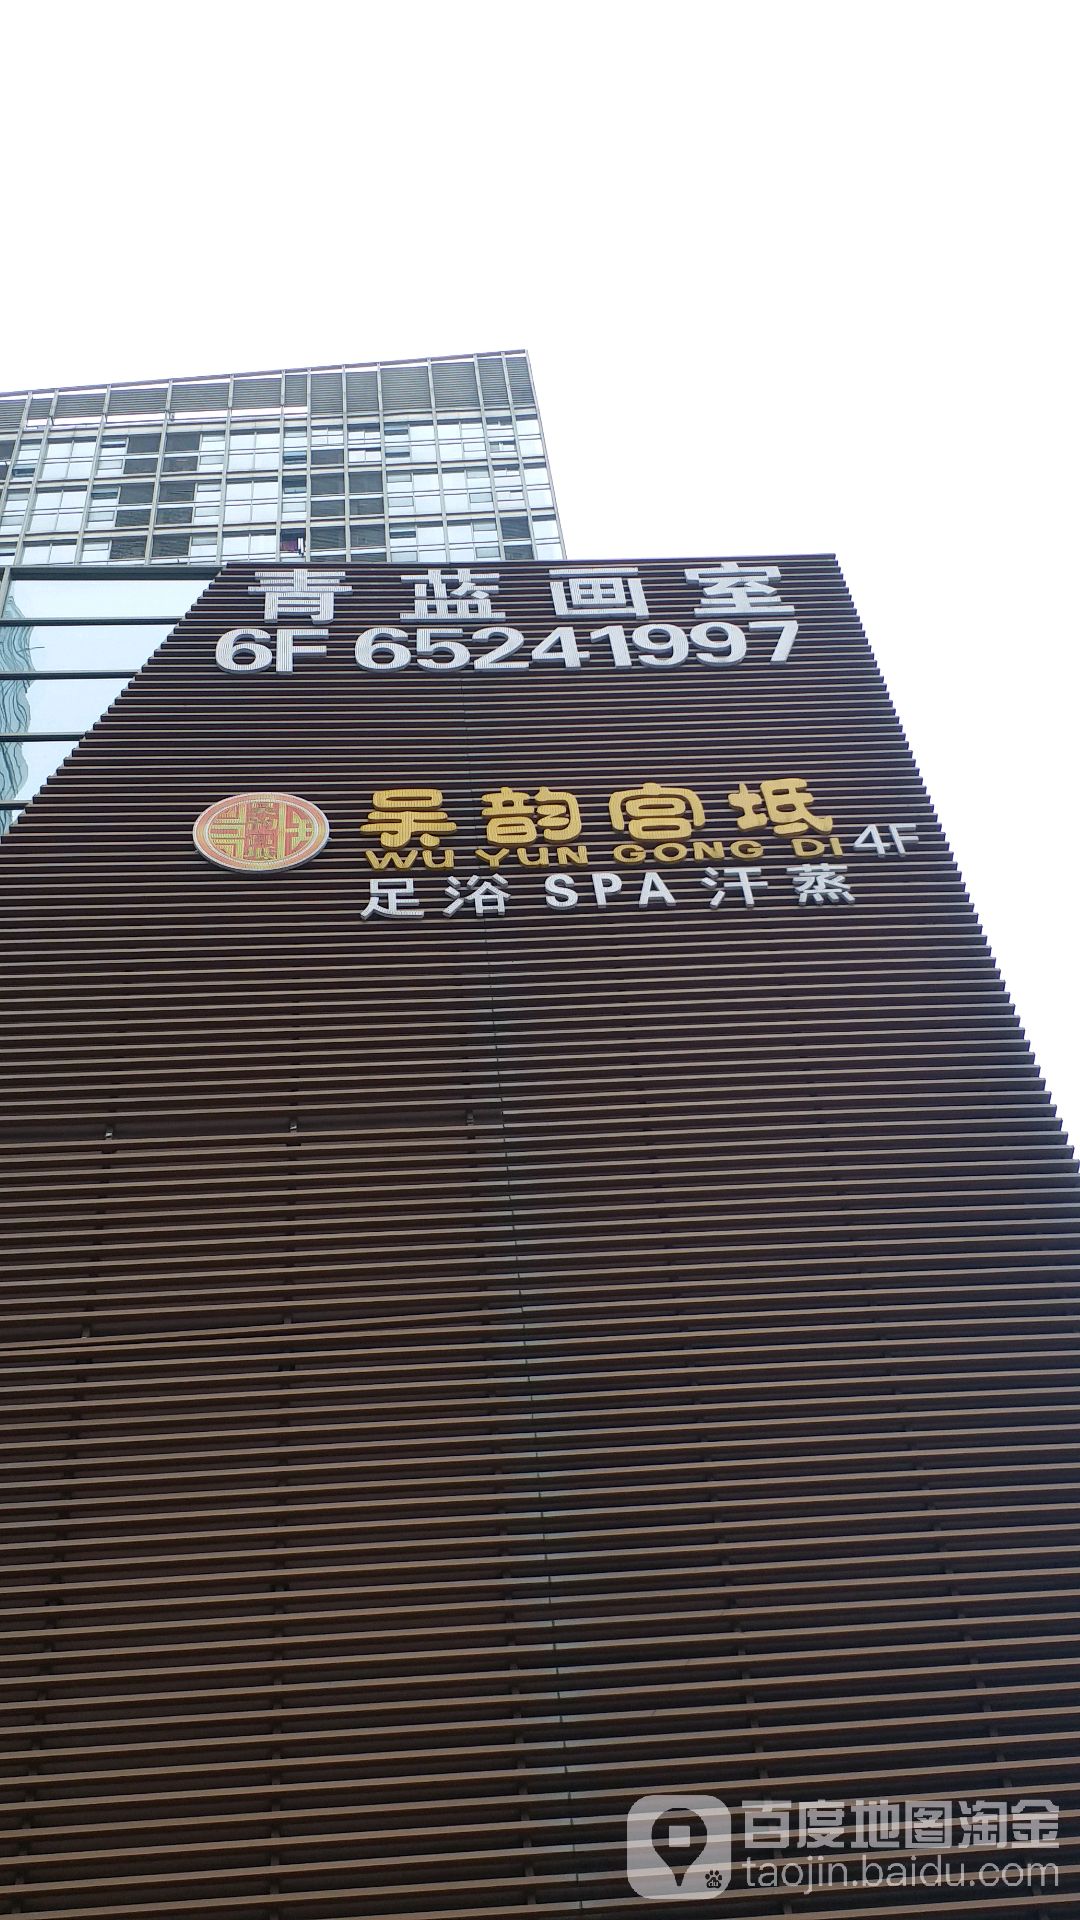 青蓝画室
6F 65241997
吴韵宫坻
WU YUN GONG DI 4F
足浴 SPA 汗蒸
百度地图淘金
taojin.baidu.com